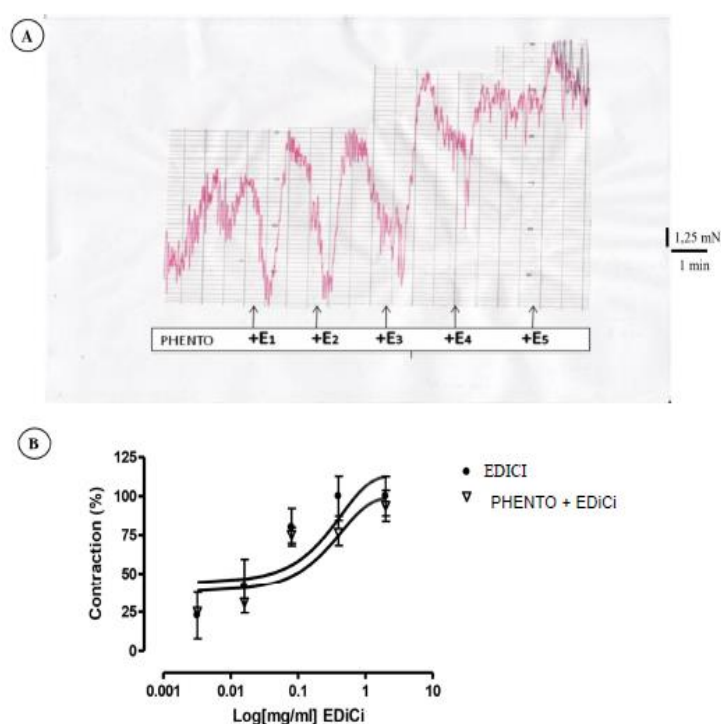 A
1,25 mN
1 min
PHENTO +E1 +E2 +E3 +E4 +E5
B
125
100
75
50
25
0
Contraction (%)
0.001 0.01 0.1 1 10
Log[mg/ml] EDiCi
EDICI
PHENTO + EDiCi